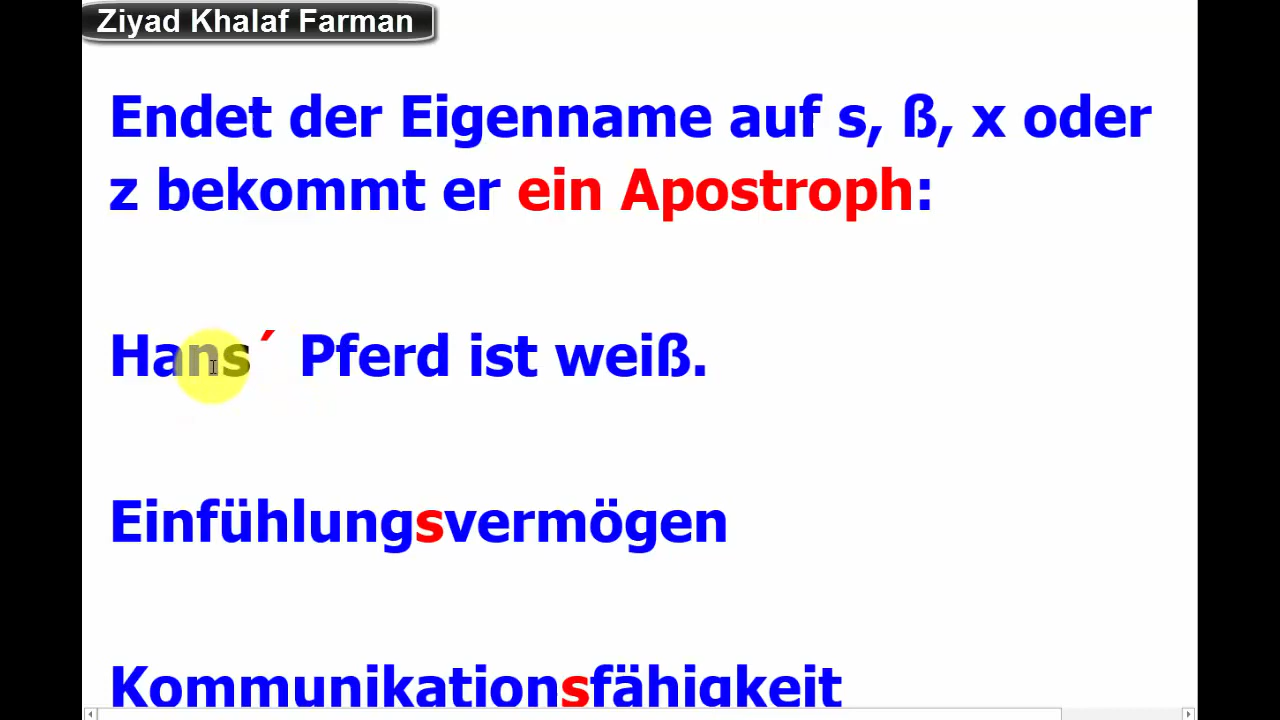 Ziyad Khalaf Farman
Endet der Eigenname auf s, ß, x oder
z bekommt er ein Apostroph:
Hans´ Pferd ist weiß.
Einfühlungsvermögen
Kommunikationsfähigkeit